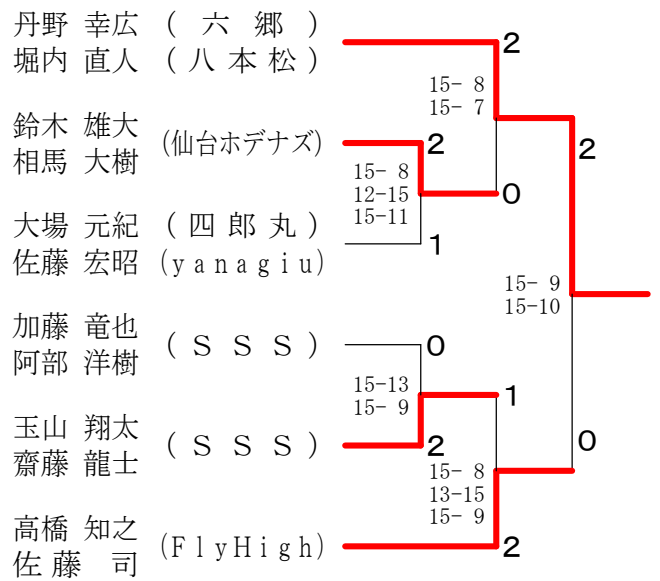 丹野 幸広 (六郷)
堀内 直人 (八本松)
2
15- 8
15- 7
鈴木 雄大
相馬 大樹 (仙台ホデナズ)
2
2
15- 8
12-15
15-11
0
大場 元紀 (四郎丸)
佐藤 宏昭 (yanagiu)
1
15- 9
15-10
加藤 竜也
阿部 洋樹 (SSS)
0
15-13
15- 9
1
玉山 翔太
齋藤 龍士 (SSS)
2
0
15- 8
13-15
15- 9
高橋 知之
佐藤 司 (FlyHigh)
2